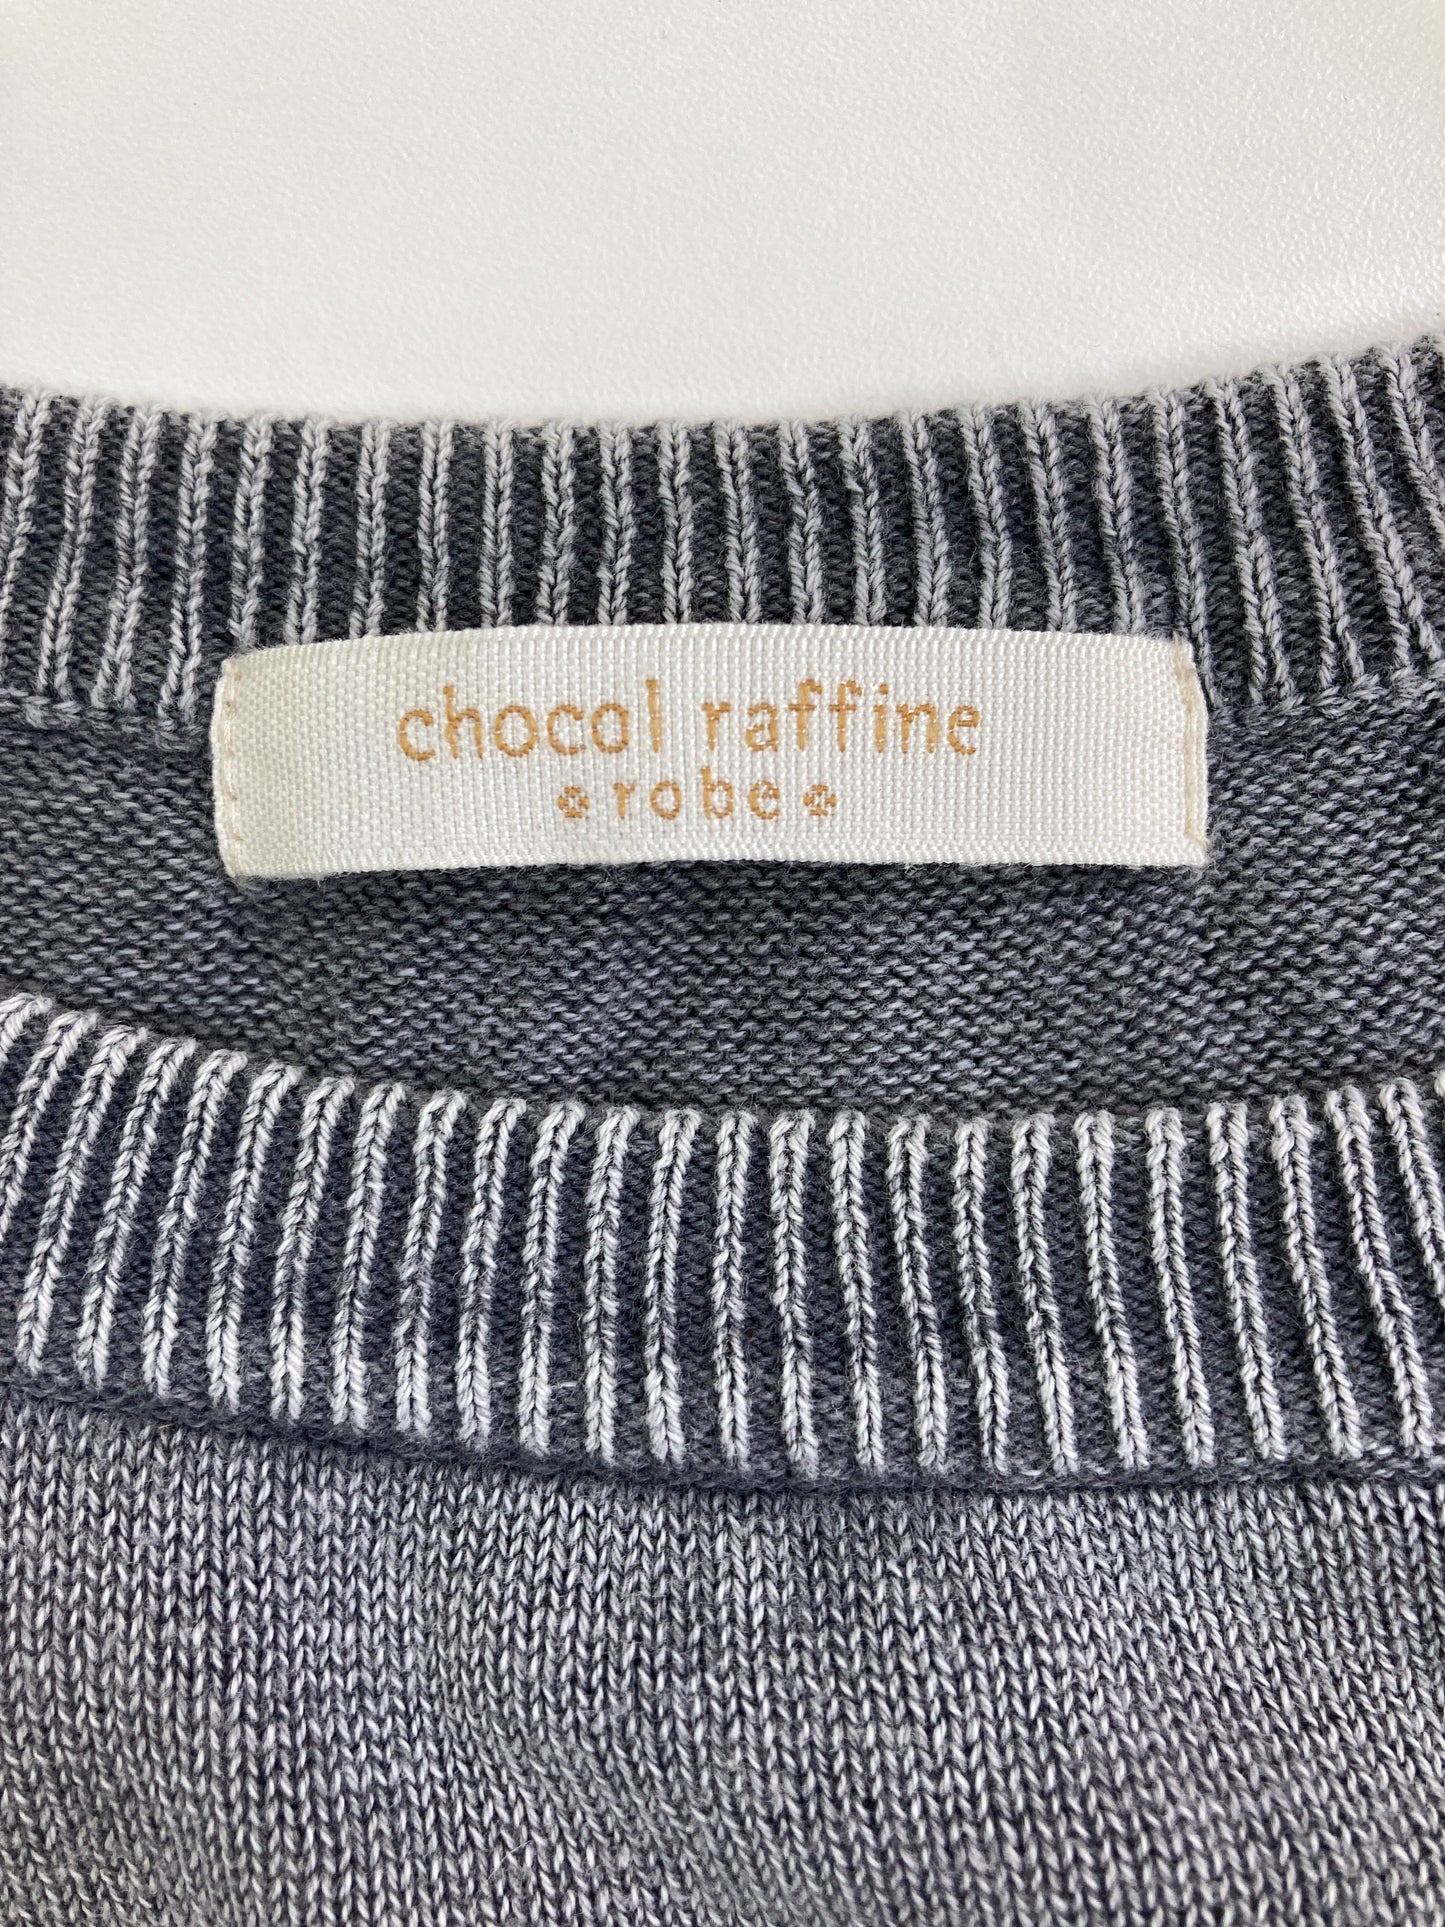 chocol raffine
robe